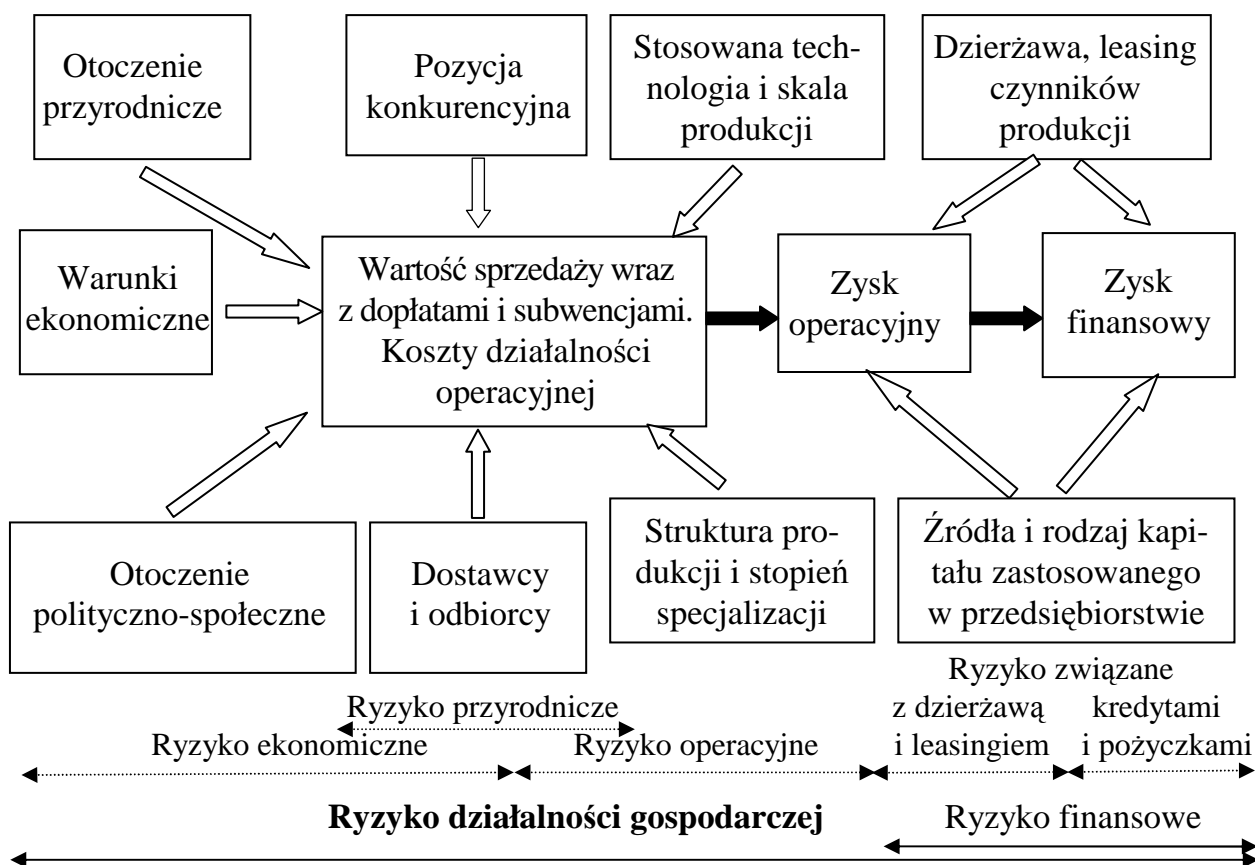 Otoczenie
przyrodnicze
Pozycja
konkurencyjna
Stosowana tech-
nologia i skala
produkcji
Dzierżawa, leasing
czynników
produkcji
Warunki
ekonomiczne
Wartość sprzedaży wraz
z dopłatami i subwencjami.
Koszty działalności
operacyjnej
Zysk
operacyjny
Zysk
finansowy
Otoczenie
polityczno-społeczne
Dostawcy
i odbiorcy
Struktura pro-
dukcji i stopień
specjalizacji
Źródła i rodzaj kapi-
tału zastosowanego
w przedsiębiorstwie
Ryzyko związane
z dzierżawą
i leasingiem
kredytami
i pożyczkami
Ryzyko przyrodnicze
Ryzyko ekonomiczne
Ryzyko operacyjne
Ryzyko działalności gospodarczej
Ryzyko finansowe